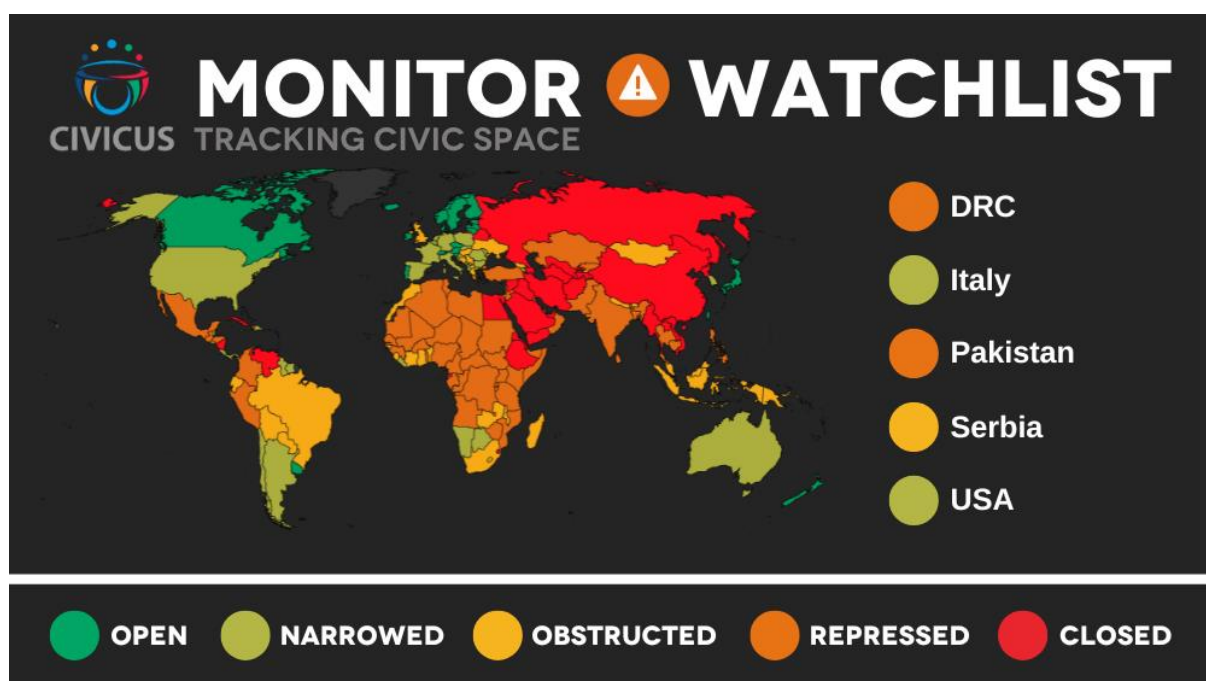 MONITOR WATCHLIST
CIVICUS TRACKING CIVIC SPACE
DRC
Italy
Pakistan
Serbia
USA
OPEN NARROWED OBSTRUCTED REPRESSED CLOSED